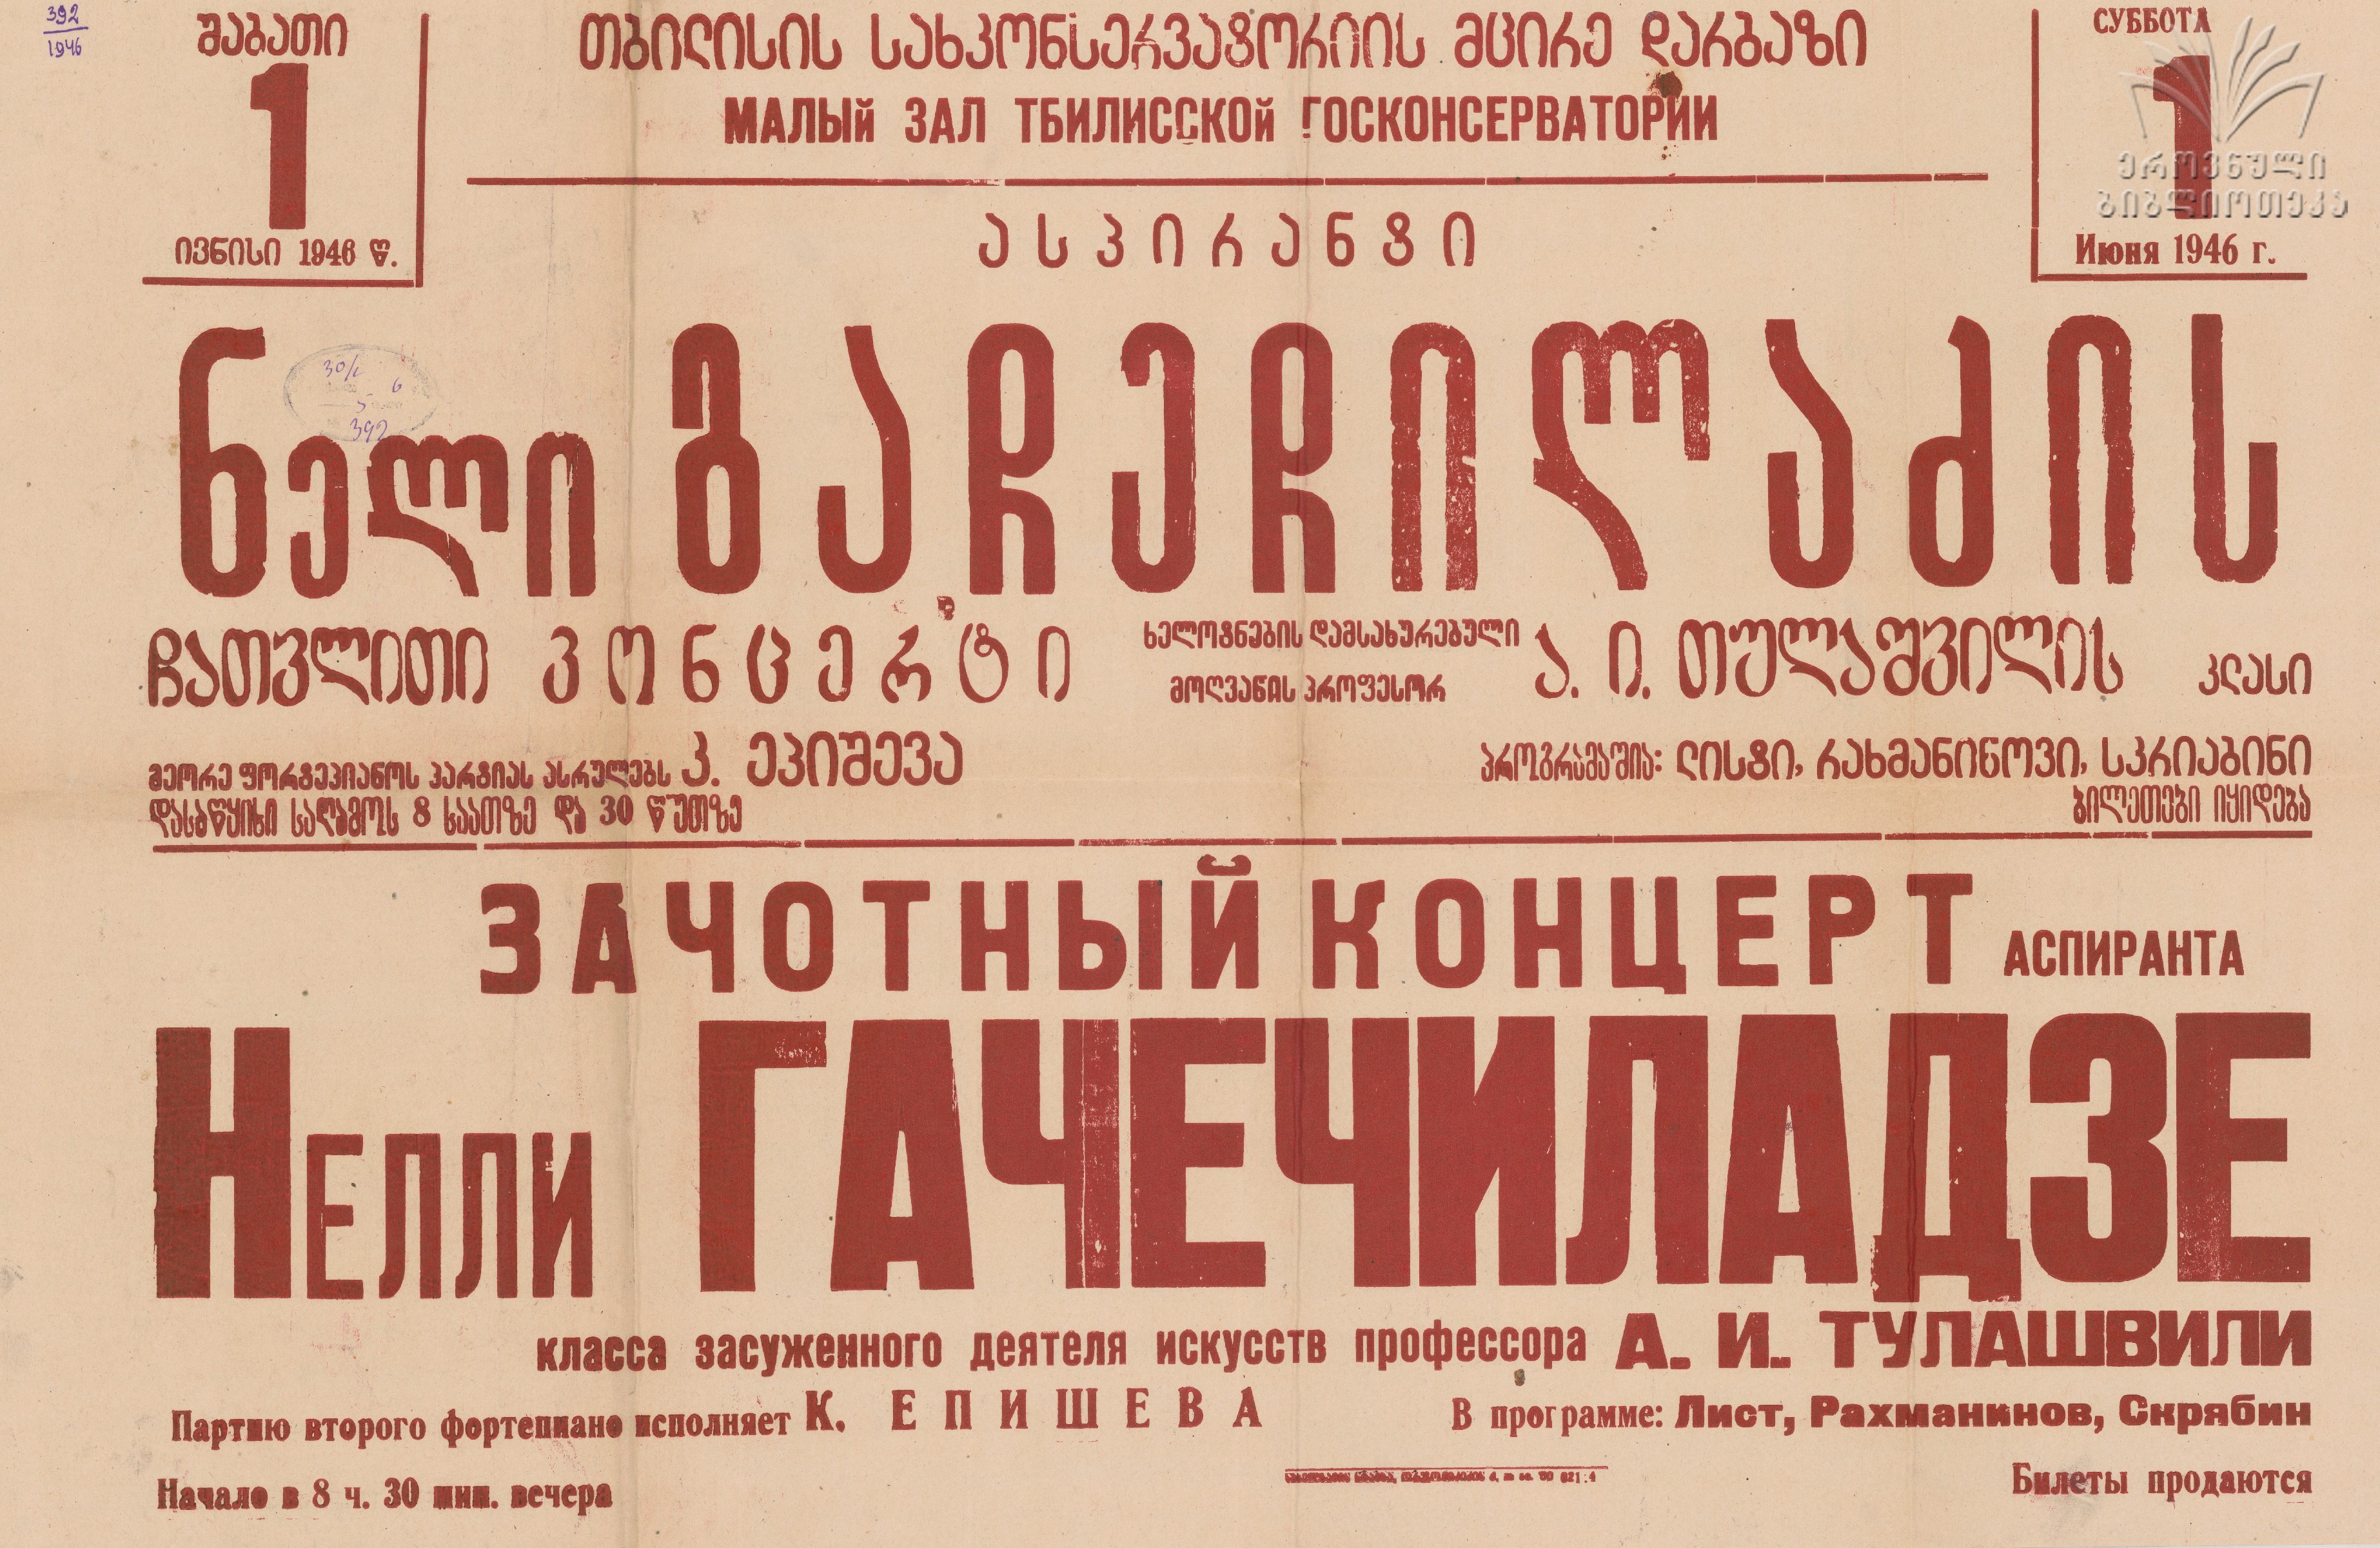 392
1946
შაბათი
1
ივნისი 1946 წ.
თბილისის სახკონსერვატორიის მცირე დარბაზი
МАЛЫЙ ЗАЛ ТБИЛИССКОЙ ГОСКОНСЕРВАТОРИИ
СУББОТА
1
Июня 1946 г.
ეროვნული
ბიბლიოთეკა
ასპირანტი
ნელი გაჩეჩილაძის
392
ჩათვლითი კონცერტი
ხელოვნების დამსახურებული
მოღვაწის პროფესორ
ა. ი. თულაშვილის კლასი
მეორე ფორტეპიანოს პარტიას ასრულებს კ. ეპიშევა
პროგრამაშია: ლისტი, რახმანინოვი, სკრიაბინი
დასაწყისი საღამოს 8 საათზე და 30 წუთზე
ბილეთები იყიდება
ЗАЧОТНЫЙ КОНЦЕРТ АСПИРАНТА
Нелли ГАЧЕЧИЛАДЗЕ
класса засуженного деятеля искусств профессора А. И. ТУЛАШВИЛИ
Партию второго фортепиано исполняет К. ЕПИШЕВА
В программе: Лист, Рахманинов, Скрябин
Начало в 8 ч. 30 мин. вечера
Билеты продаются